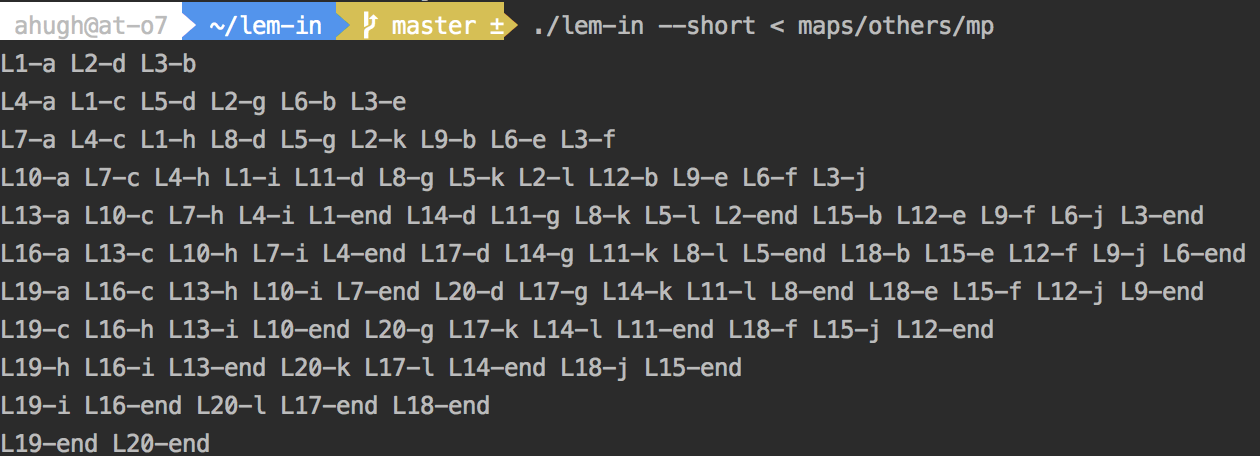 ahugh@at-o7 ~/lem-in master ± ./lem-in --short < maps/others/mp
L1-a L2-d L3-b
L4-a L1-c L5-d L2-g L6-b L3-e
L7-a L4-c L1-h L8-d L5-g L2-k L9-b L6-e L3-f
L10-a L7-c L4-h L1-i L11-d L8-g L5-k L2-l L12-b L9-e L6-f L3-j
L13-a L10-c L7-h L4-i L1-end L14-d L11-g L8-k L5-l L2-end L15-b L12-e L9-f L6-j L3-end
L16-a L13-c L10-h L7-i L4-end L17-d L14-g L11-k L8-l L5-end L18-b L15-e L12-f L9-j L6-end
L19-a L16-c L13-h L10-i L7-end L20-d L17-g L14-k L11-l L8-end L18-e L15-f L12-j L9-end
L19-c L16-h L13-i L10-end L20-g L17-k L14-l L11-end L18-f L15-j L12-end
L19-h L16-i L13-end L20-k L17-l L14-end L18-j L15-end
L19-i L16-end L20-l L17-end L18-end
L19-end L20-end